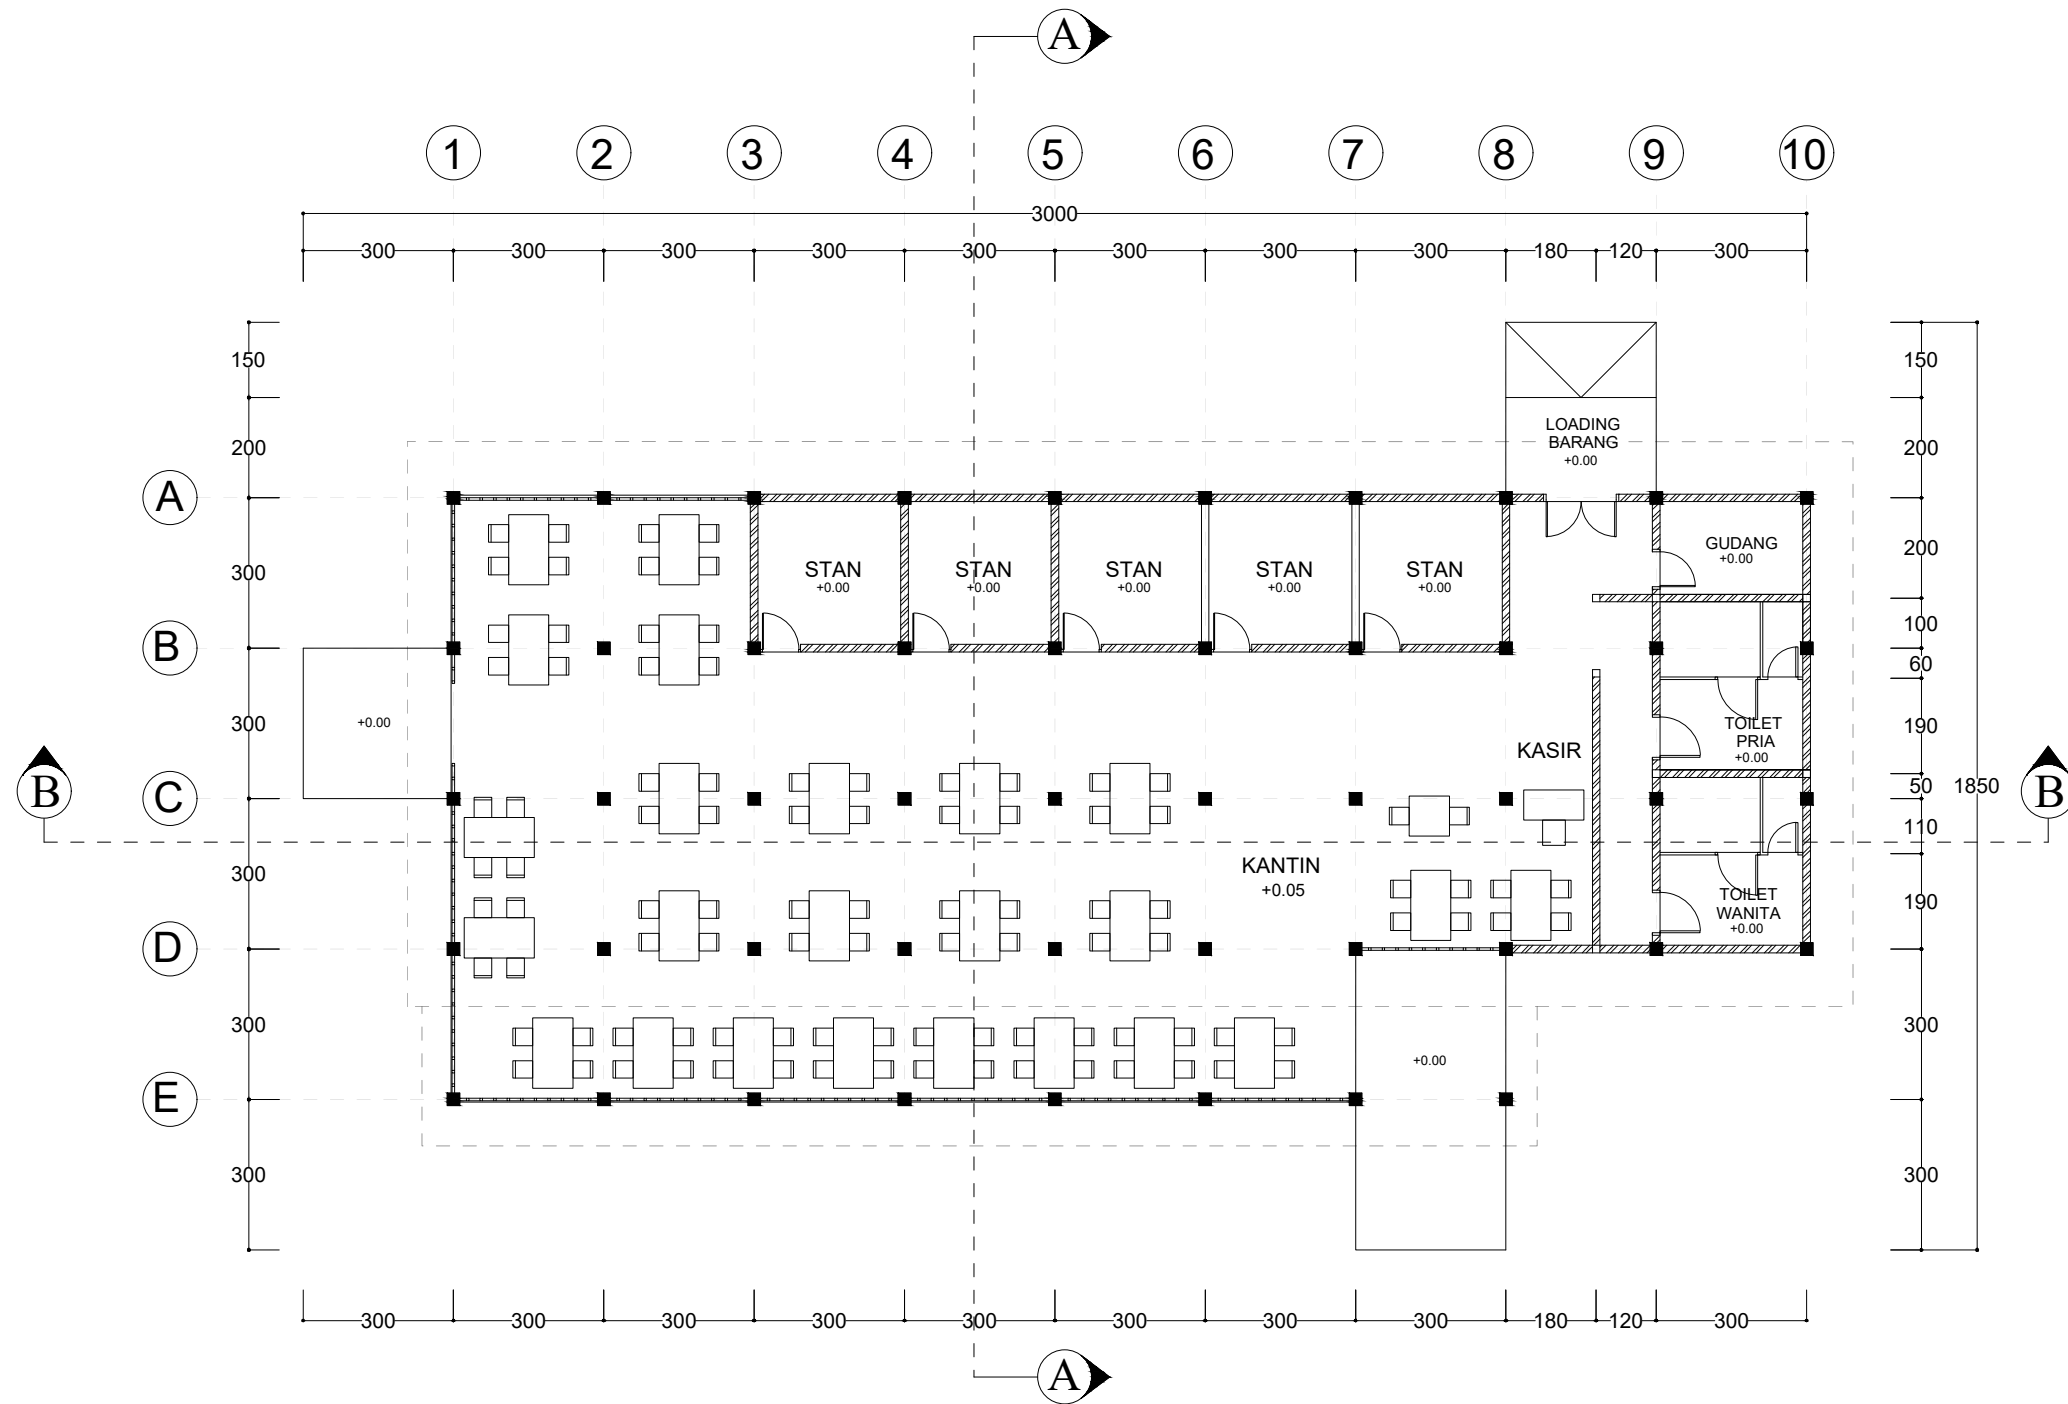 A
1 2 3 4 5 6 7 8 9 10
3000
300 300 300 300 300 300 300 300 180 120 300
150 150
LOADING
BARANG
+0.00
200 200
A
GUDANG
+0.00
300 200
STAN STAN STAN STAN STAN
+0.00 +0.00 +0.00 +0.00 +0.00
100
B
60
300 +0.00 190
TOILET
PRIA
+0.00
KASIR
B B
C
50 1850
110
KANTIN
+0.05
300 190
TOILET
WANITA
+0.00
D
300 300
+0.00
E
300 300
300 300 300 300 300 300 300 300 180 120 300
A